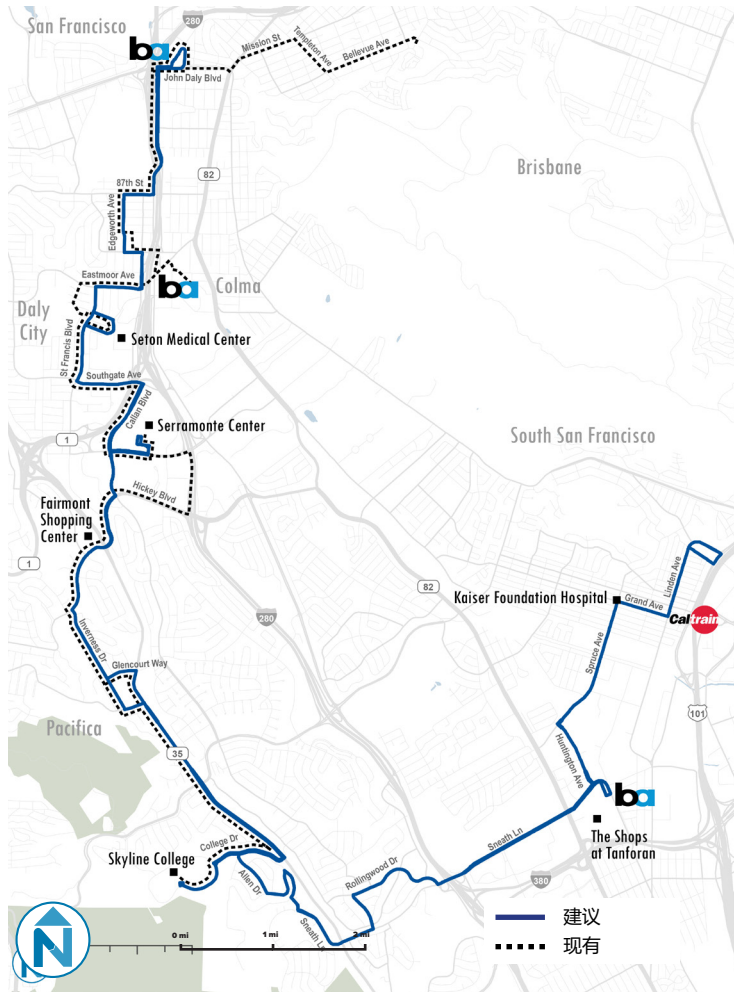 San Francisco
280
ba
Mission St
Templeton Ave
Bellevue Ave
John Daly Blvd
82
Brisbane
87th St
Edgeworth Ave
Eastmoor Ave
ba
Colma
Daly
City
St Francis Blvd
Seton Medical Center
Southgate Ave
Callan Blvd
Serramonte Center
1
South San Francisco
Hickey Blvd
Fairmont
Shopping
Center
1
82
Kaiser Foundation Hospital
Grand Ave
Linden Ave
Caltrain
280
Inverness Dr
Glencourt Way
Spruce Ave
Pacifica
35
101
Huntington Ave
ba
The Shops
at Tanforan
College Dr
Skyline College
Allen Dr
Rollingwood Dr
Sneath Ln
380
Sneath Ln
N
0 mi
1 mi
2 mi
建议
现有